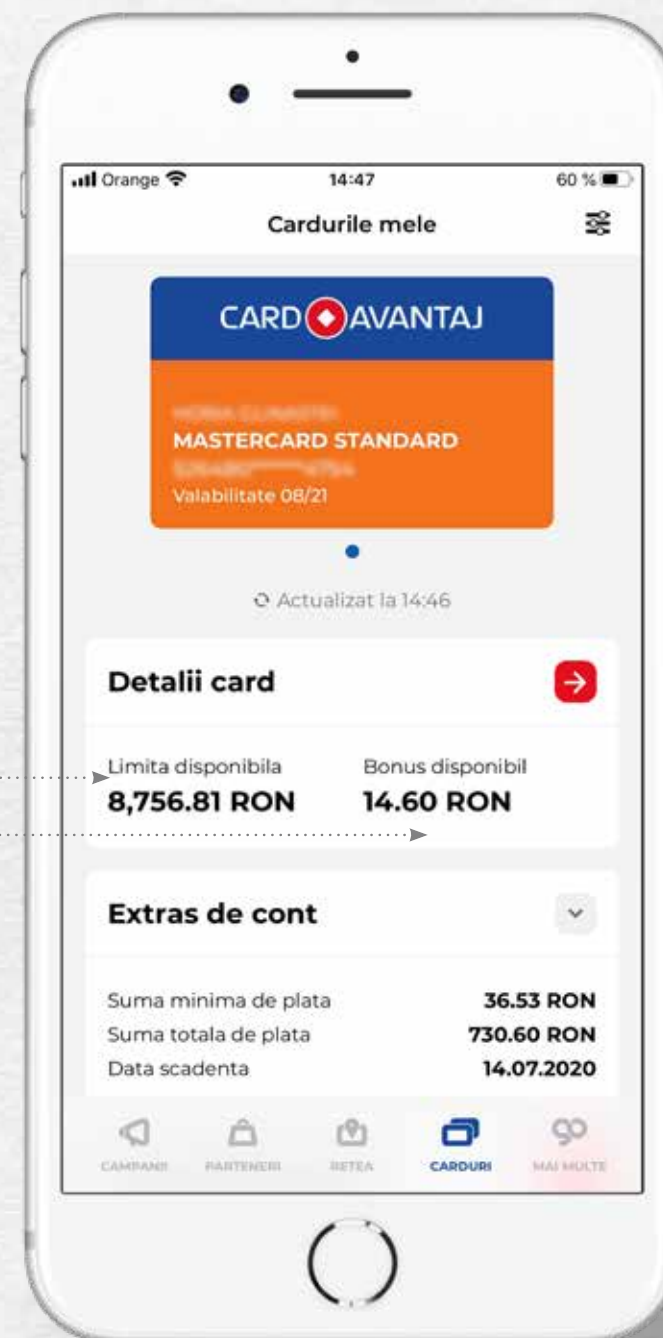 Orange 14:47 60 %
Cardurile mele
CARD AVANTAJ
MASTERCARD STANDARD
Valabilitate 08/21
Actualizat la 14:46
Detalii card
Limita disponibila Bonus disponibil
8,756.81 RON 14.60 RON
Extras de cont
Suma minima de plata 36.53 RON
Suma totala de plata 730.60 RON
Data scadenta 14.07.2020
CAMPANII PARTENERI RETEA CARDURI MAI MULTE